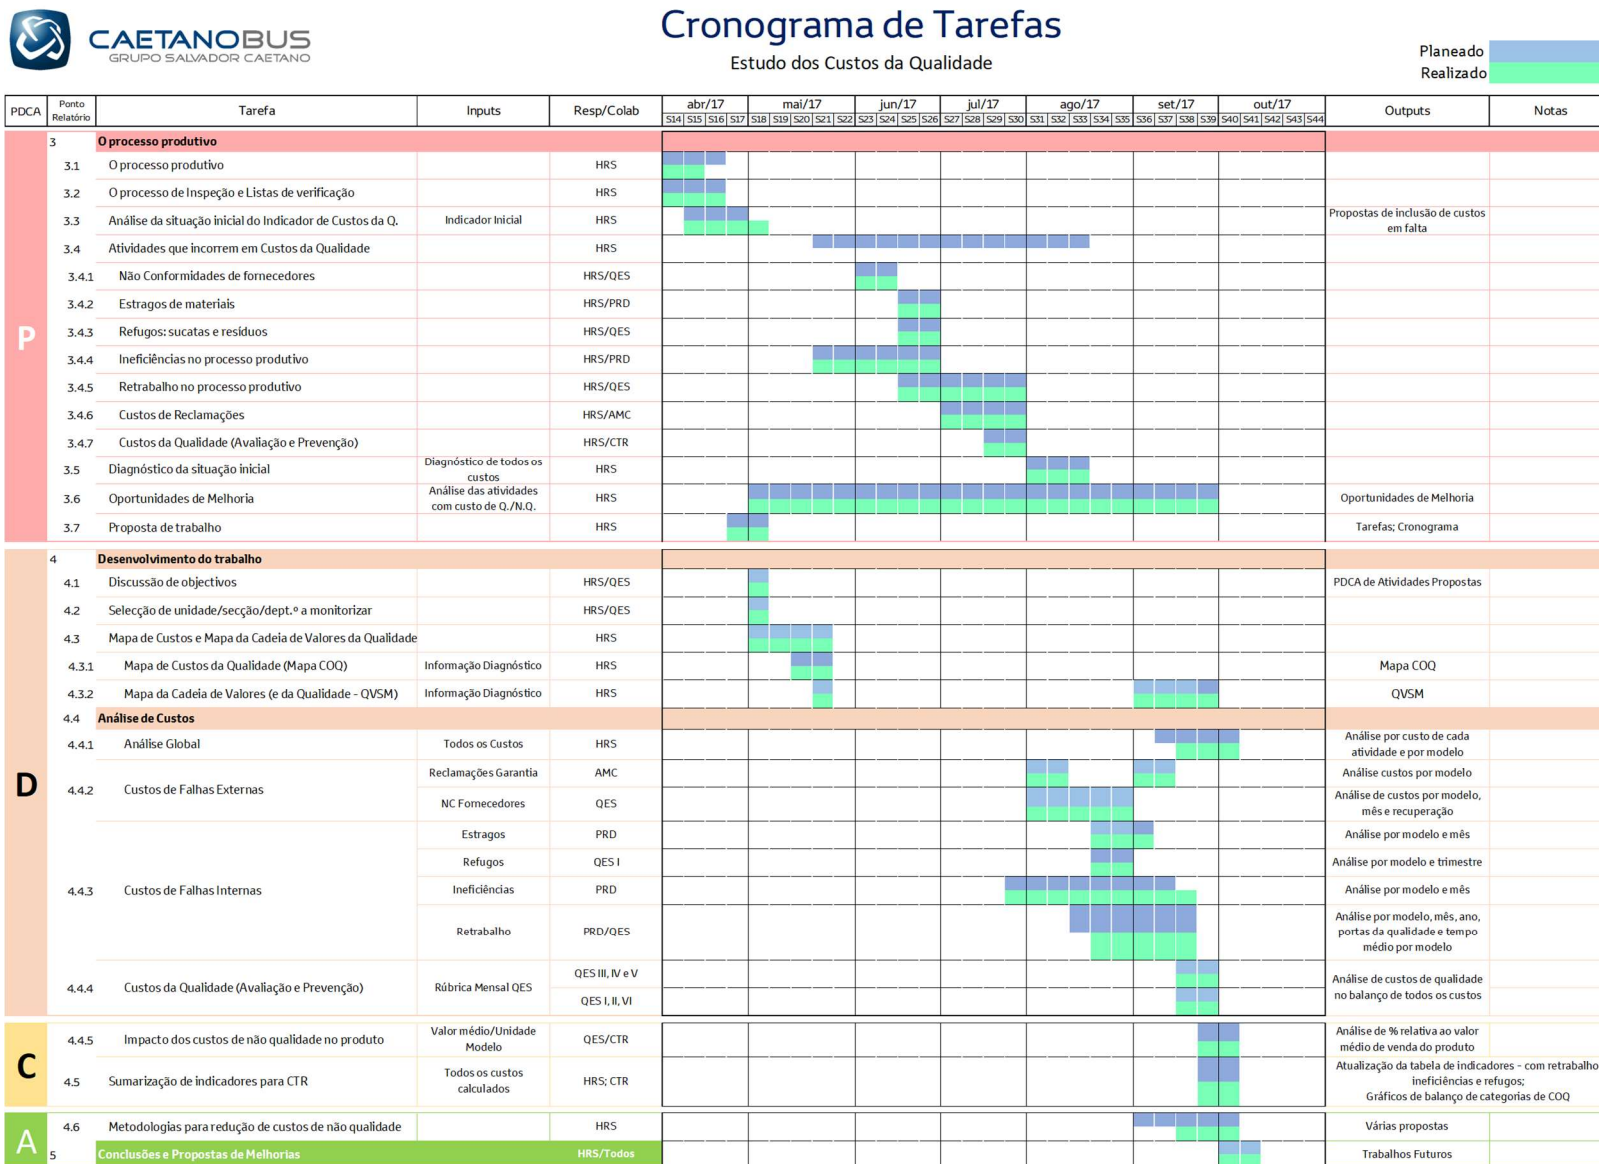 CAETANOBUS
GRUPO SALVADOR CAETANO
Cronograma de Tarefas
Estudo dos Custos da Qualidade
Planeado
Realizado
PDCA Ponto Relatório Tarefa Inputs Resp/Colab abr/17 mai/17 jun/17 jul/17 ago/17 set/17 out/17 Outputs Notas
S14 S15 S16 S17 S18 S19 S20 S21 S22 S23 S24 S25 S26 S27 S28 S29 S30 S31 S32 S33 S34 S35 S36 S37 S38 S39 S40 S41 S42 S43 S44
P
3 O processo produtivo
3.1 O processo produtivo HRS
3.2 O processo de Inspeção e Listas de verificação HRS
3.3 Análise da situação inicial do Indicador de Custos da Q. Indicador Inicial HRS Propostas de inclusão de custos em falta
3.4 Atividades que incorrem em Custos da Qualidade HRS
3.4.1 Não Conformidades de fornecedores HRS/QES
3.4.2 Estragos de materiais HRS/PRD
3.4.3 Refugos: sucatas e resíduos HRS/QES
3.4.4 Ineficiências no processo produtivo HRS/PRD
3.4.5 Retrabalho no processo produtivo HRS/QES
3.4.6 Custos de Reclamações HRS/AMC
3.4.7 Custos da Qualidade (Avaliação e Prevenção) HRS/CTR
3.5 Diagnóstico da situação inicial Diagnóstico de todos os custos HRS
3.6 Oportunidades de Melhoria Análise das atividades com custo de Q./N.Q. HRS Oportunidades de Melhoria
3.7 Proposta de trabalho HRS Tarefas; Cronograma
D
4 Desenvolvimento do trabalho
4.1 Discussão de objectivos HRS/QES PDCA de Atividades Propostas
4.2 Selecção de unidade/secção/dept.º a monitorizar HRS/QES
4.3 Mapa de Custos e Mapa da Cadeia de Valores da Qualidade HRS
4.3.1 Mapa de Custos da Qualidade (Mapa COQ) Informação Diagnóstico HRS Mapa COQ
4.3.2 Mapa da Cadeia de Valores (e da Qualidade - QVSM) Informação Diagnóstico HRS QVSM
4.4 Análise de Custos
4.4.1 Análise Global Todos os Custos HRS Análise por custo de cada atividade e por modelo
4.4.2 Custos de Falhas Externas
Reclamações Garantia AMC Análise custos por modelo
NC Fornecedores QES Análise de custos por modelo, mês e recuperação
4.4.3 Custos de Falhas Internas
Estragos PRD Análise por modelo e mês
Refugos QES I Análise por modelo e trimestre
Ineficiências PRD Análise por modelo e mês
Retrabalho PRD/QES Análise por modelo, mês, ano, portas da qualidade e tempo médio por modelo
4.4.4 Custos da Qualidade (Avaliação e Prevenção) Rúbrica Mensal QES
QES III, IV e V
QES I, II, VI
Análise de custos de qualidade no balanço de todos os custos
C
4.4.5 Impacto dos custos de não qualidade no produto Valor médio/Unidade Modelo QES/CTR Análise de % relativa ao valor médio de venda do produto
4.5 Sumarização de indicadores para CTR Todos os custos calculados HRS; CTR Atualização da tabela de indicadores - com retrabalho ineficiências e refugos;
Gráficos de balanço de categorias de COQ
A
4.6 Metodologias para redução de custos de não qualidade HRS Várias propostas
5 Conclusões e Propostas de Melhorias HRS/Todos Trabalhos Futuros